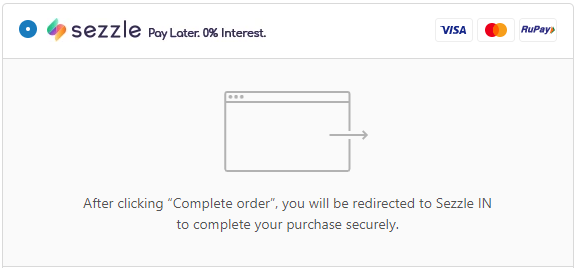 sezzle Pay Later. 0% Interest. VISA RuPay
After clicking “Complete order”, you will be redirected to Sezzle IN
to complete your purchase securely.